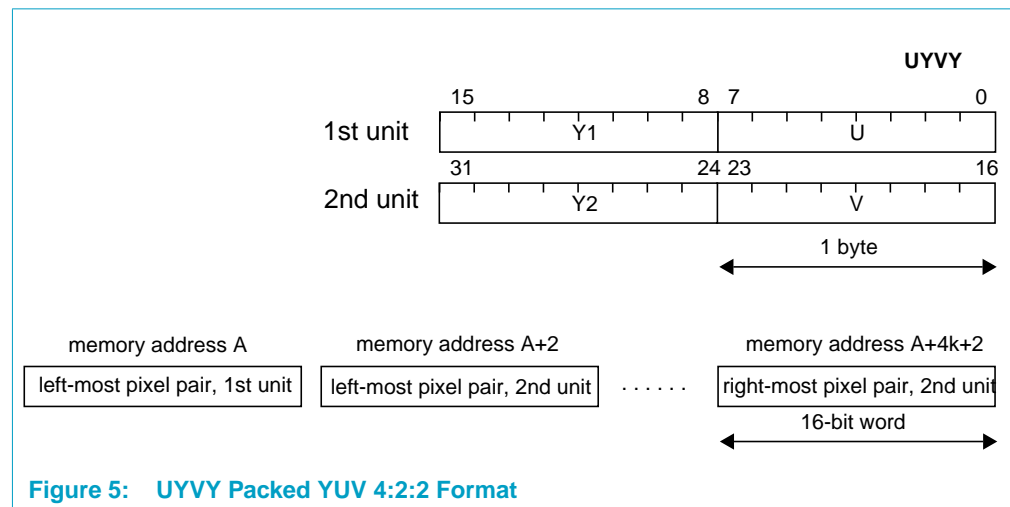 UYVY
15 8 7 0
1st unit Y1 U
31 24 23 16
2nd unit Y2 V
1 byte
memory address A memory address A+2 memory address A+4k+2
left-most pixel pair, 1st unit left-most pixel pair, 2nd unit . . . . . . right-most pixel pair, 2nd unit
16-bit word
Figure 5: UYVY Packed YUV 4:2:2 Format